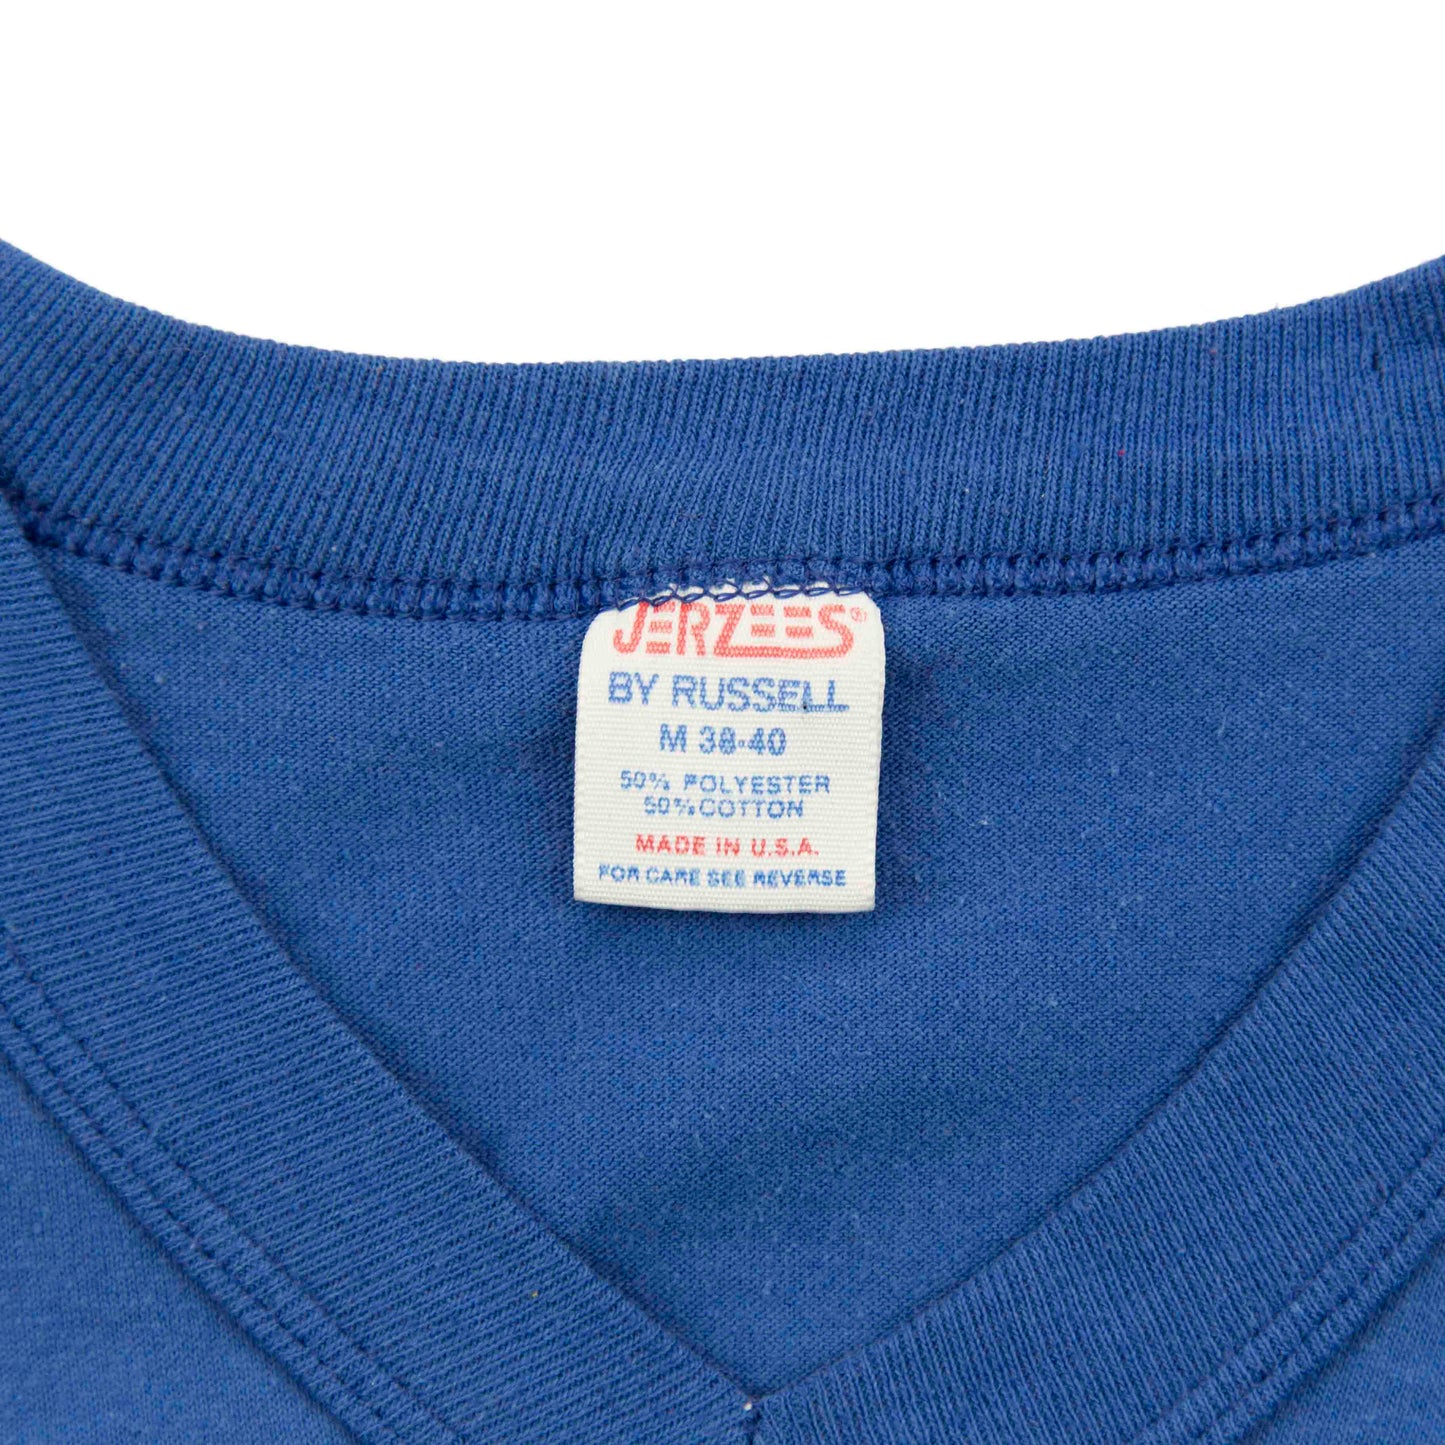 JERZEES®
BY RUSSELL
M 38-40
50% POLYESTER
50% COTTON
MADE IN U.S.A.
FOR CARE SEE REVERSE